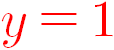 y = 1